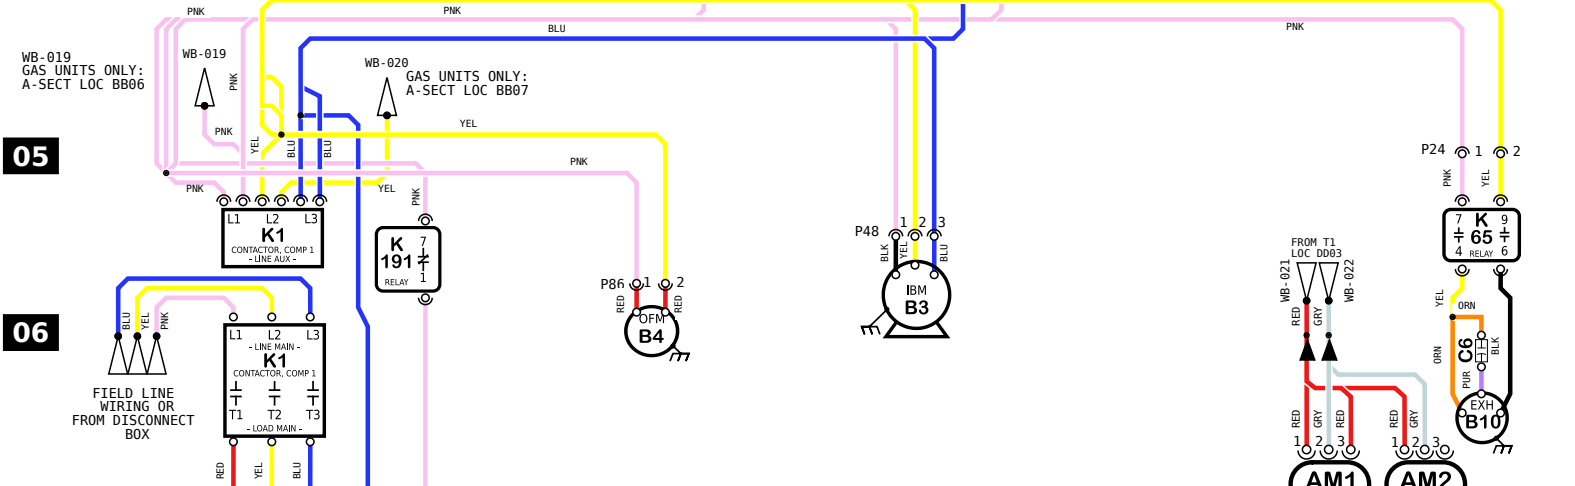 PNK
PNK
PNK
BLU
WB-019
GAS UNITS ONLY:
A-SECT LOC BB06
WB-019
PNK
WB-020
GAS UNITS ONLY:
A-SECT LOC BB07
05
PNK
YEL
BLU
BLU
YEL
PNK
PNK
YEL
PNK
L1 L2 L3
K1
CONTACTOR, COMP 1
- LINE AUX -
K
191
7
1
RELAY
P86
1
2
RED
RED
OFM
B4
P48
1
2
3
BLK
YEL
BLU
IBM
B3
P24
1
2
PNK
YEL
7
K
9
65
4
RELAY
6
FROM T1
LOC DD03
WB-021
WB-022
RED
GRY
YEL
ORN
ORN
C6
BLK
PUR
EXH
B10
06
BLU
YEL
PNK
FIELD LINE
WIRING OR
FROM DISCONNECT
BOX
L1 L2 L3
- LINE MAIN -
K1
CONTACTOR, COMP 1
T1 T2 T3
- LOAD MAIN -
RED
YEL
BLU
RED
GRY
RED
RED
GRY
1
2
3
1
2
3
AM1
AM2